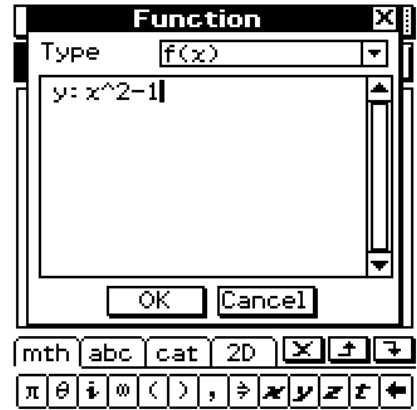 Function X
Type f(x)
y:x^2-1
OK Cancel
mth abc cat 2D
π θ i ∞ ( ) , ⇒ x y z t ←